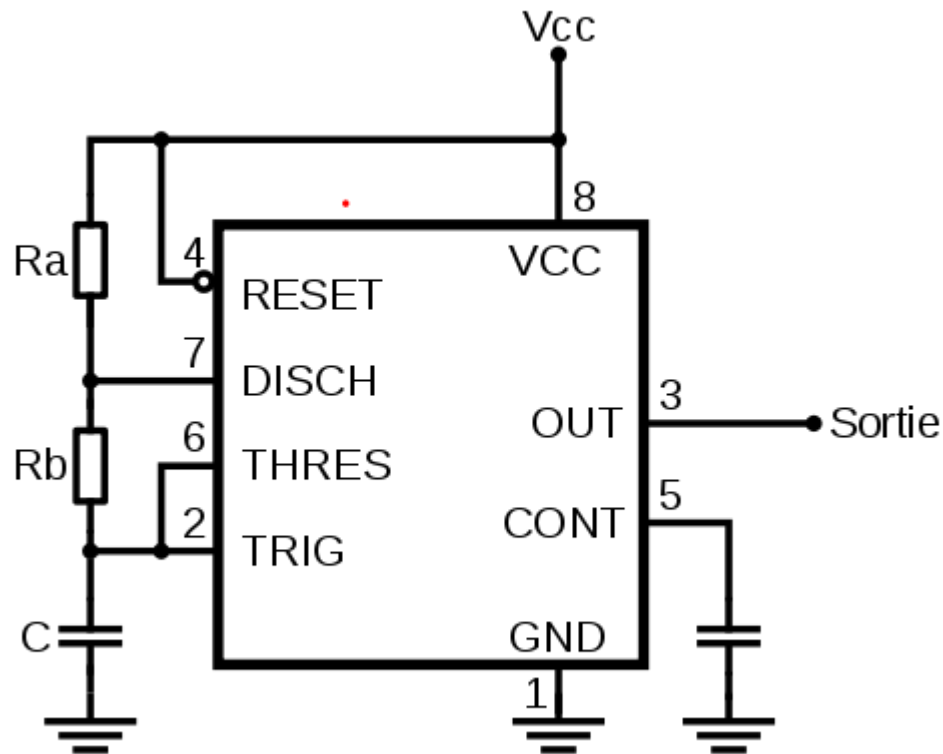 Vcc
8
Ra
4
VCC
RESET
7
DISCH
3
OUT
Sortie
6
Rb
THRES
5
2
CONT
TRIG
C
GND
1